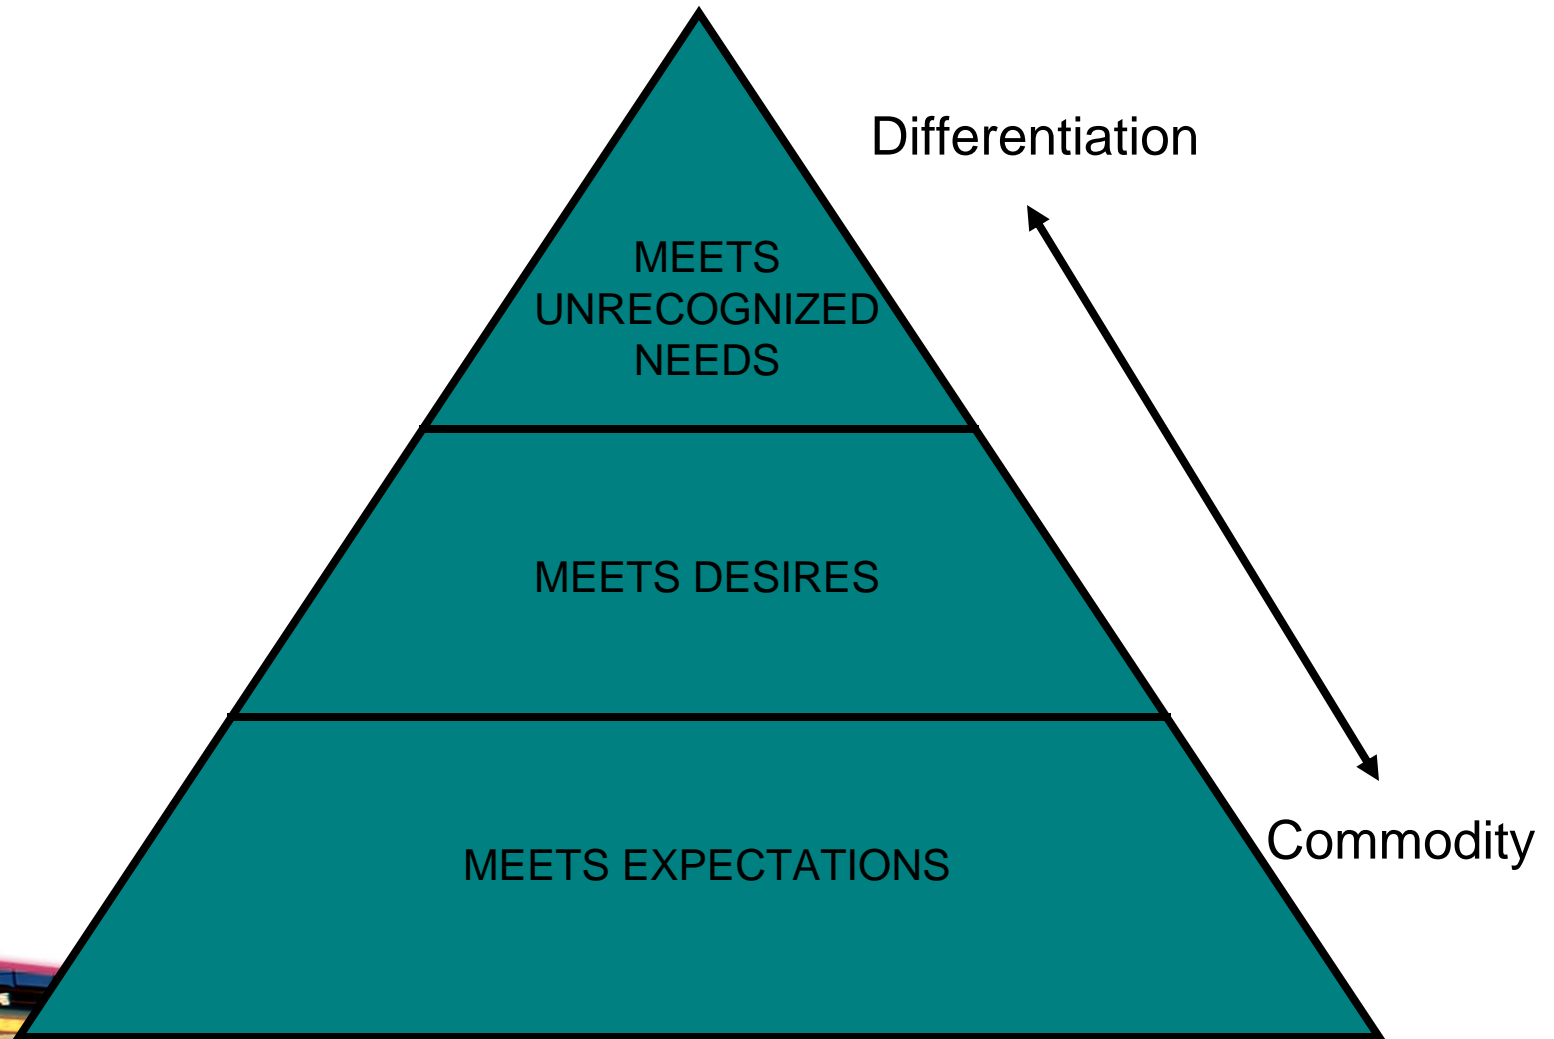 Differentiation
MEETS
UNRECOGNIZED
NEEDS
MEETS DESIRES
MEETS EXPECTATIONS
Commodity